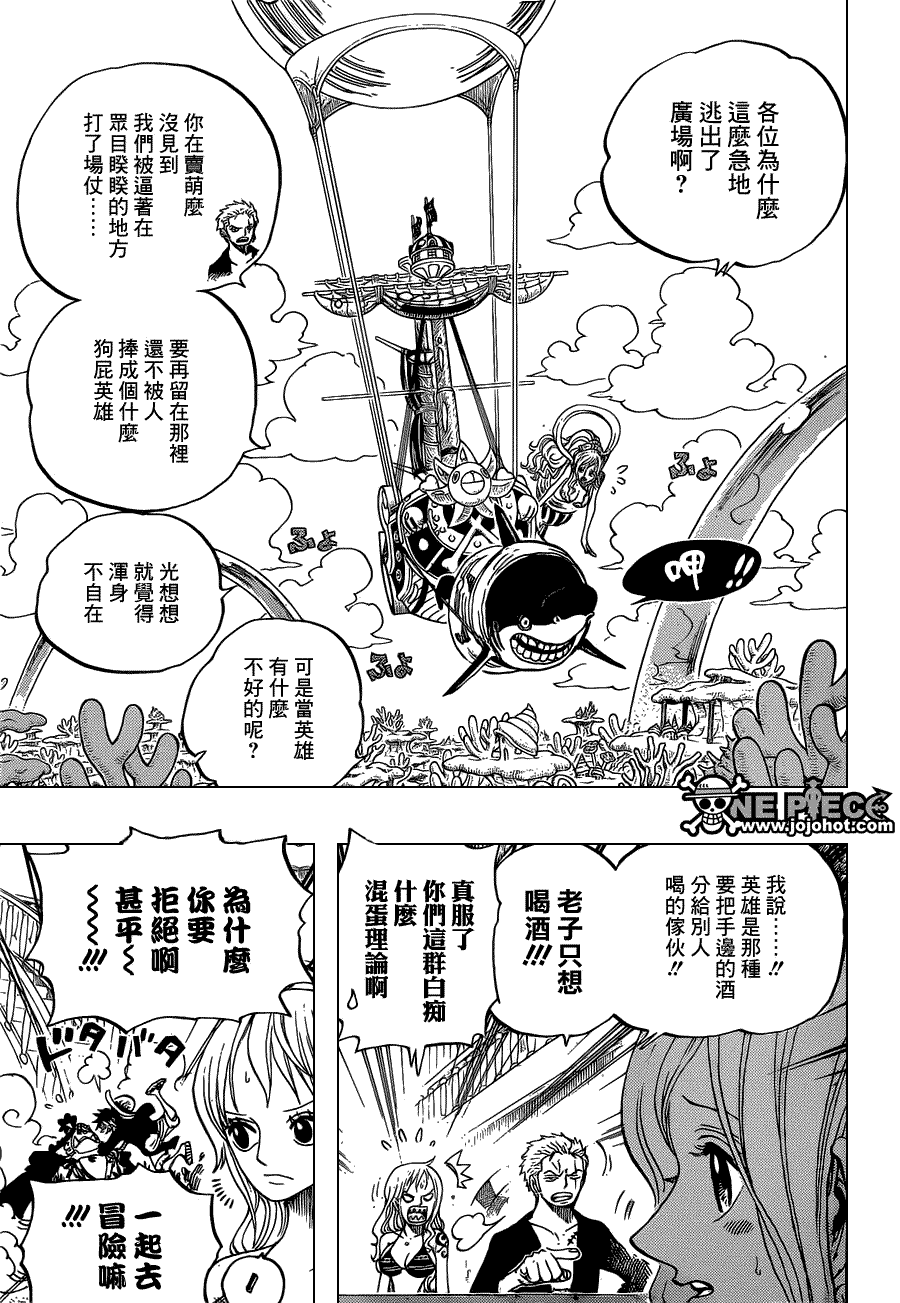 各位為什麼
這麼急地
逃出了
廣場啊?
你在賣萌麼
沒見到
我們被逼著在
眾目睽睽的地方
打了場仗……
要再留在那裡
還不被人
捧成個什麼
狗屁英雄
光想想
就覺得
渾身
不自在
可是當英雄
有什麼
不好的呢?
呷!!
ふよ
ふよ
ふよ
ONE PIECE
www.jojohot.com
我說……!!
英雄是那種
要把手邊的酒
分給別人
喝的傢伙!!
老子只想
喝酒!!!
真服了
你們這群白痴
什麼
混蛋理論啊
為什麼
你要
拒絕啊
甚平~
~~!!!
ドタバタ
一起去
冒險嘛
!!!